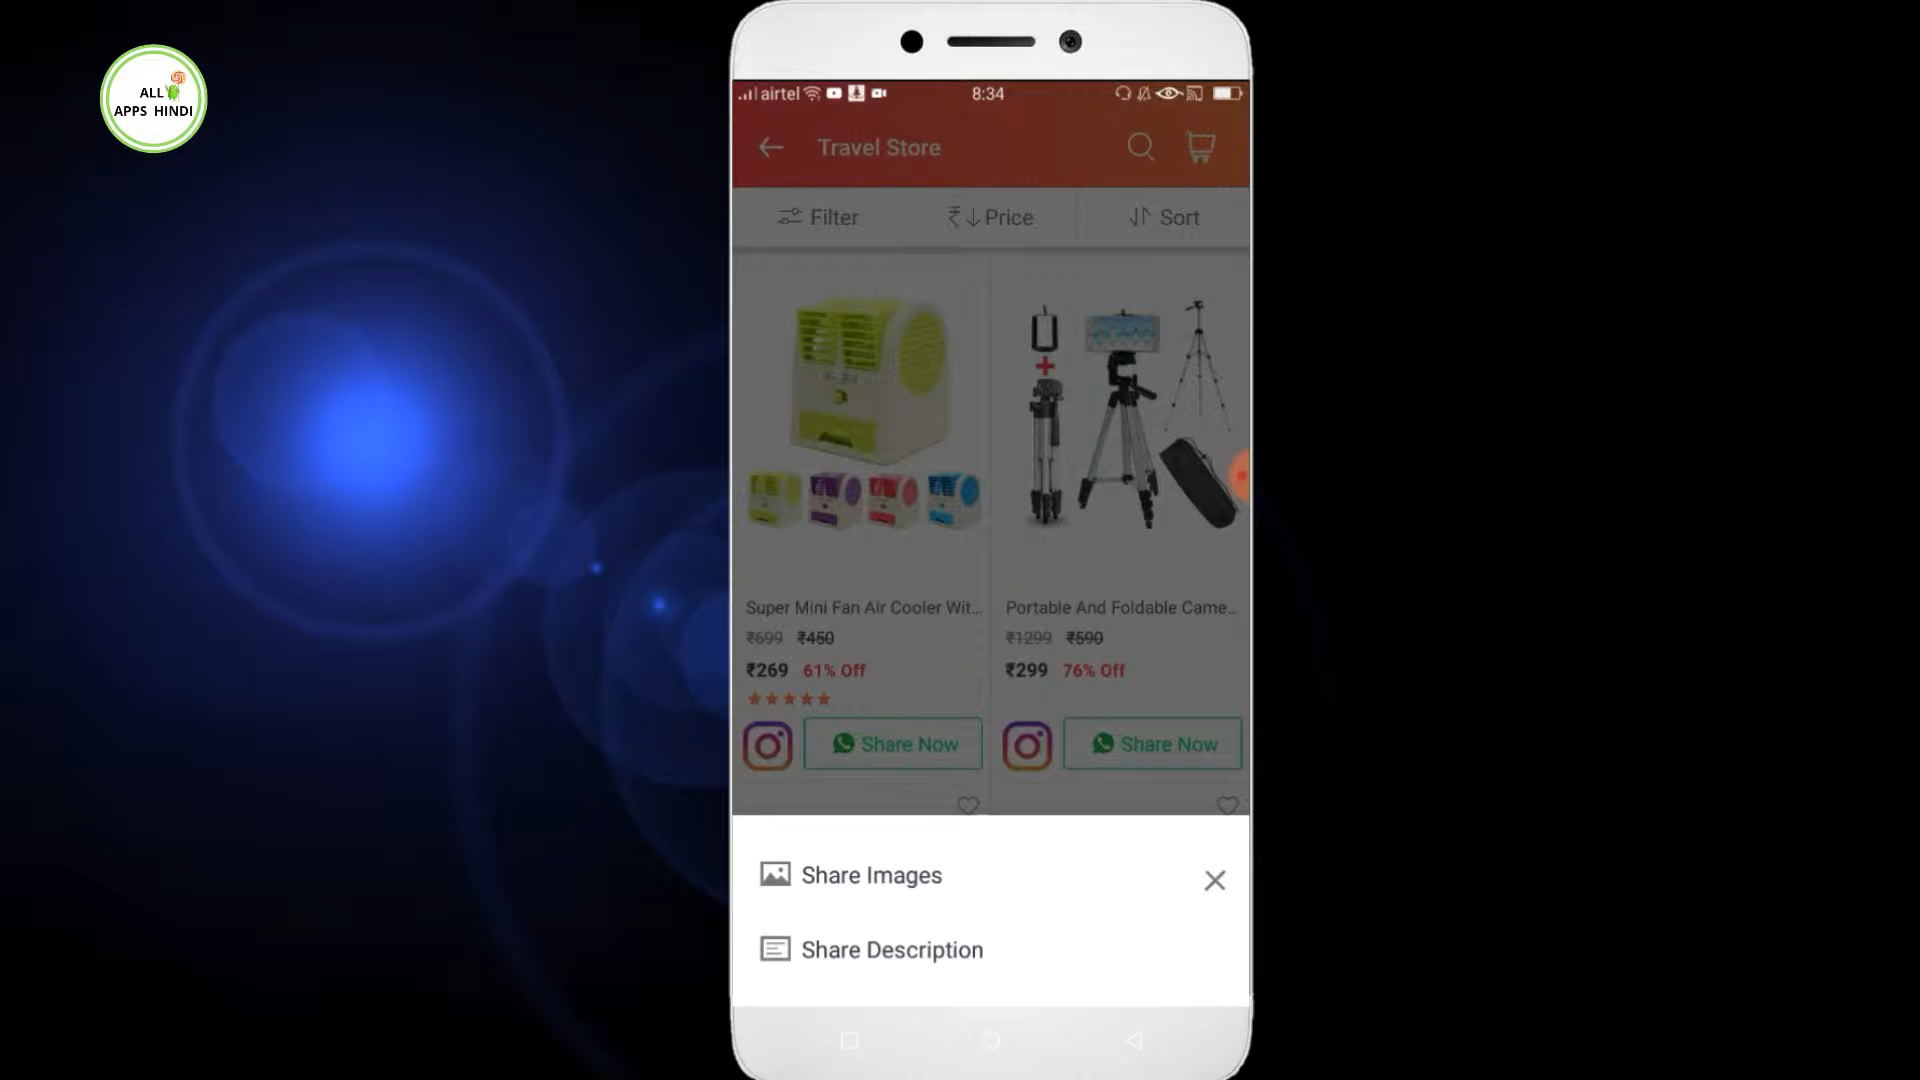 ALL
APPS HINDI
airtel 8:34
Travel Store
Filter ₹↓Price Sort
Super Mini Fan Air Cooler Wit... Portable And Foldable Came...
₹699 ₹450 ₹1299 ₹590
₹269 61% Off ₹299 76% Off
Share Now Share Now
Share Images
Share Description